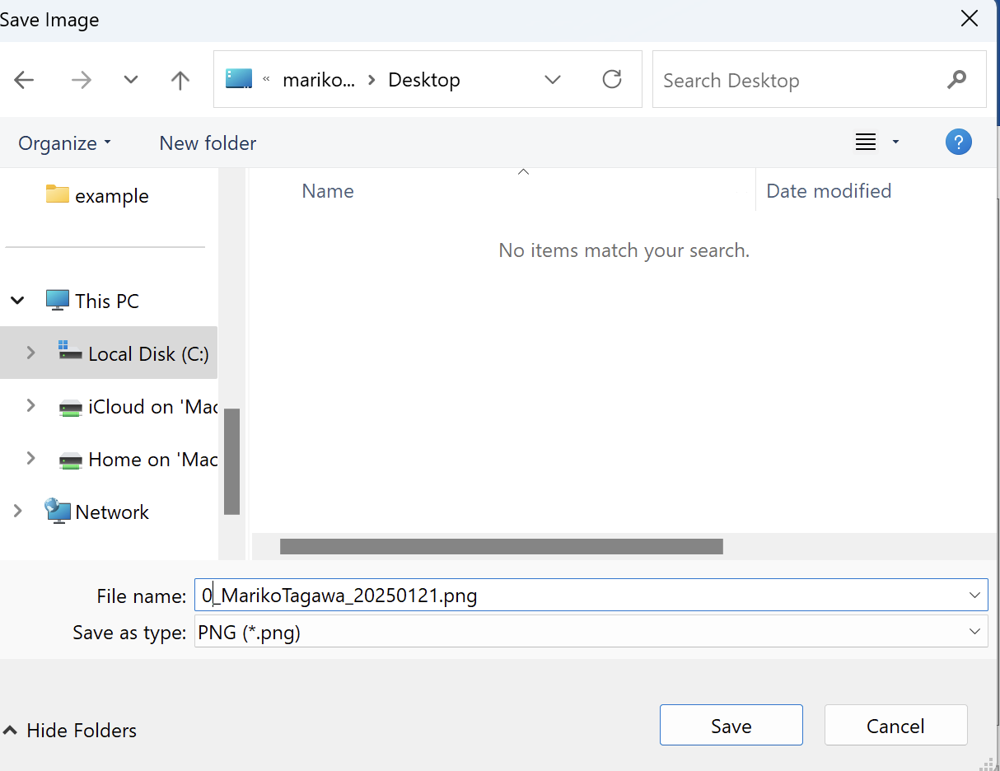 Save Image
« mariko... > Desktop
Search Desktop
Organize
New folder
?
example
Name
Date modified
No items match your search.
This PC
Local Disk (C:)
iCloud on 'Mac
Home on 'Mac
Network
File name: 0_MarikoTagawa_20250121.png
Save as type: PNG (*.png)
Hide Folders
Save
Cancel